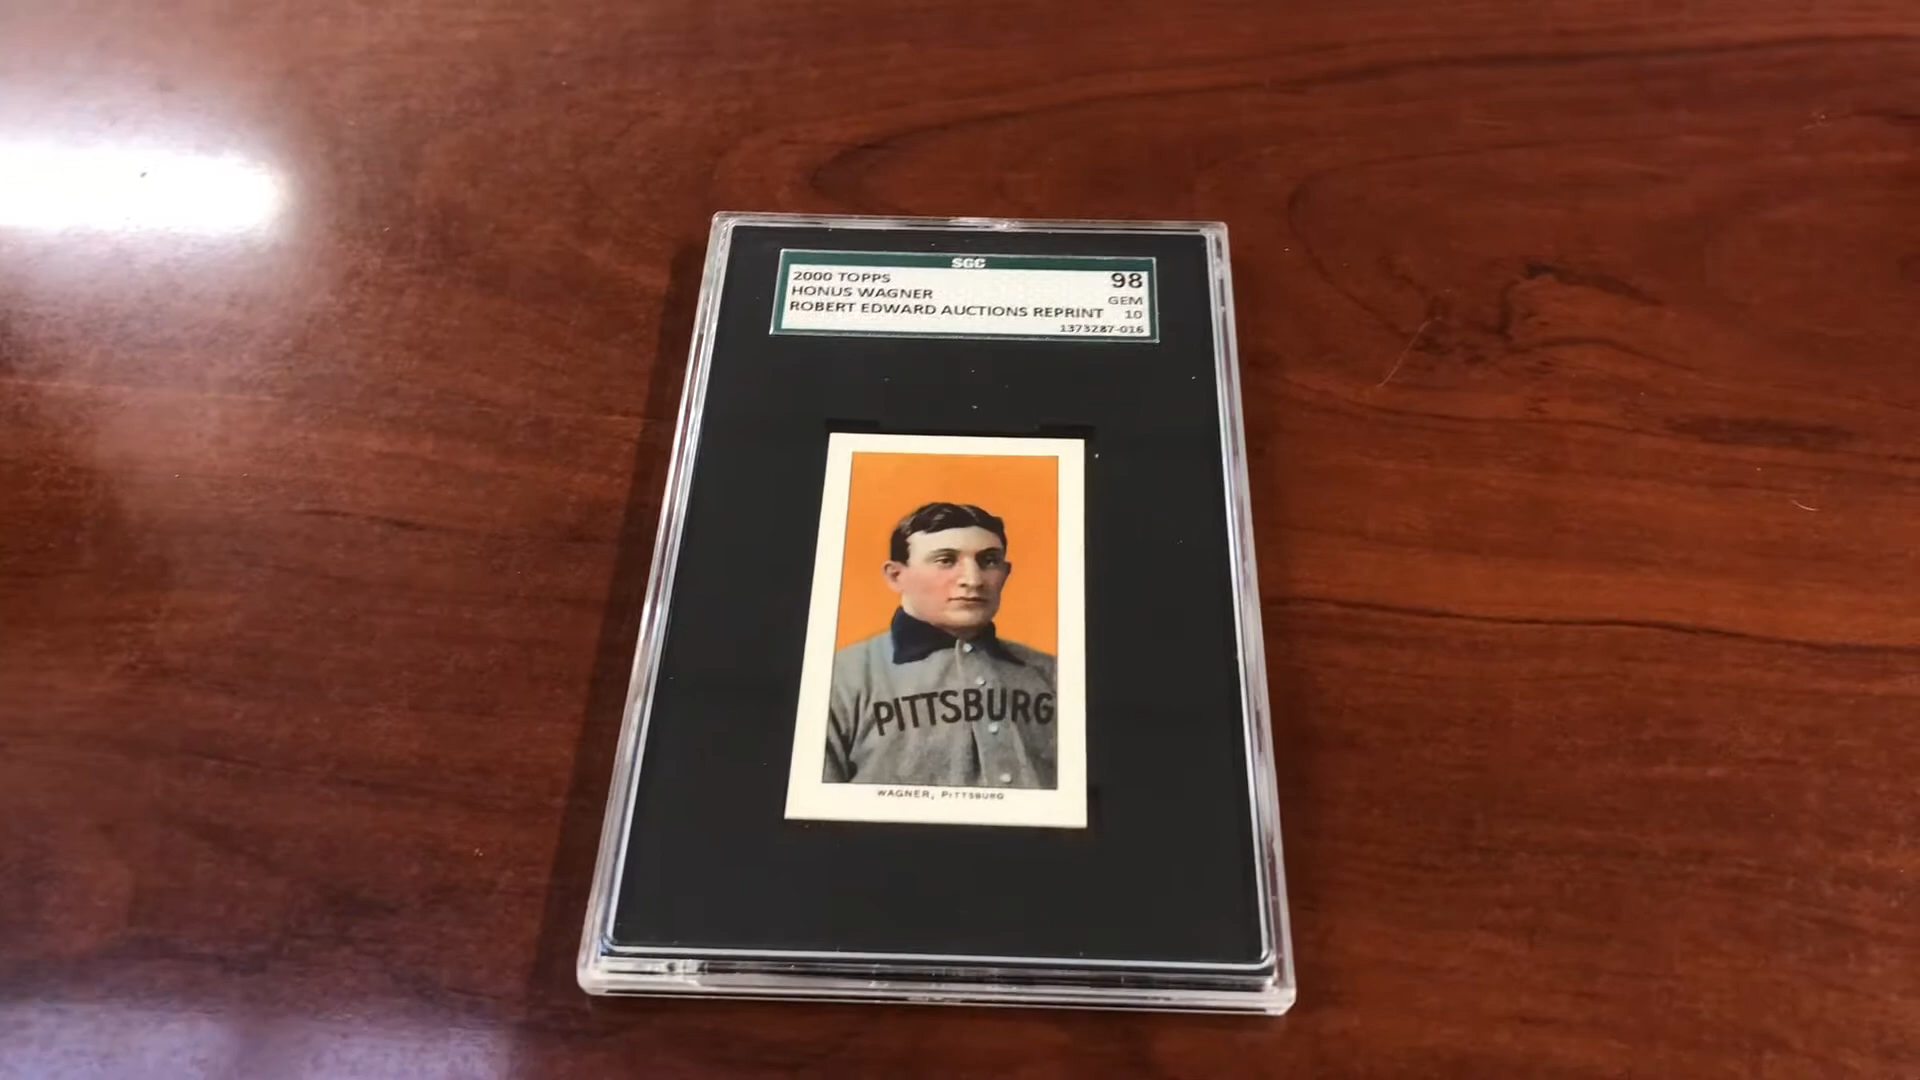 SGC
2000 TOPPS
98
HONUS WAGNER
GEM
ROBERT EDWARD AUCTIONS REPRINT
10
1373287-016
PITTSBURG
WAGNER, PITTSBURG